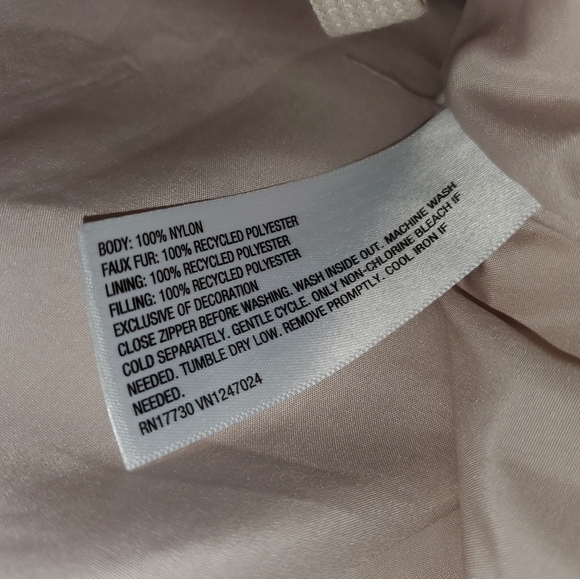 BODY: 100% NYLON
FAUX FUR: 100% RECYCLED POLYESTER
LINING: 100% RECYCLED POLYESTER
FILLING: 100% RECYCLED POLYESTER
EXCLUSIVE OF DECORATION
CLOSE ZIPPER BEFORE WASHING. WASH INSIDE OUT. MACHINE WASH
COLD SEPARATELY. GENTLE CYCLE. ONLY NON-CHLORINE BLEACH IF
NEEDED. TUMBLE DRY LOW. REMOVE PROMPTLY. COOL IRON IF
NEEDED.
RN17730 VN1247024